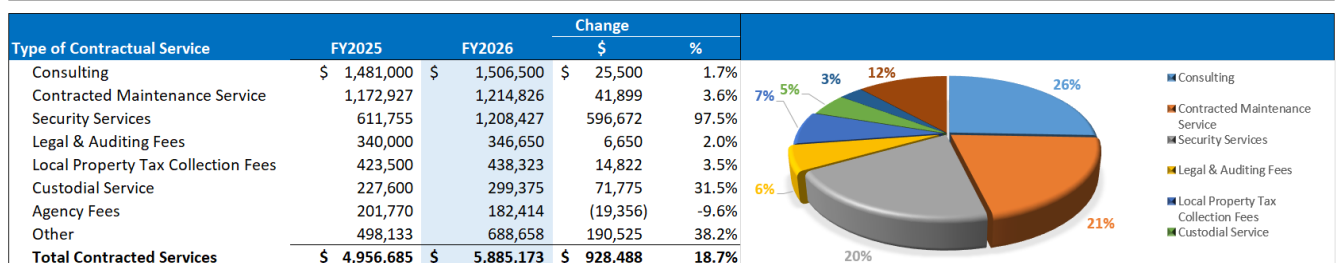 Change
Type of Contractual Service FY2025 FY2026 $ %
Consulting $ 1,481,000 $ 1,506,500 $ 25,500 1.7%
Contracted Maintenance Service 1,172,927 1,214,826 41,899 3.6%
Security Services 611,755 1,208,427 596,672 97.5%
Legal & Auditing Fees 340,000 346,650 6,650 2.0%
Local Property Tax Collection Fees 423,500 438,323 14,822 3.5%
Custodial Service 227,600 299,375 71,775 31.5%
Agency Fees 201,770 182,414 (19,356) -9.6%
Other 498,133 688,658 190,525 38.2%
Total Contracted Services $ 4,956,685 $ 5,885,173 $ 928,488 18.7%
26%
21%
20%
6%
7%
5%
3%
12%
Consulting
Contracted Maintenance
Service
Security Services
Legal & Auditing Fees
Local Property Tax
Collection Fees
Custodial Service